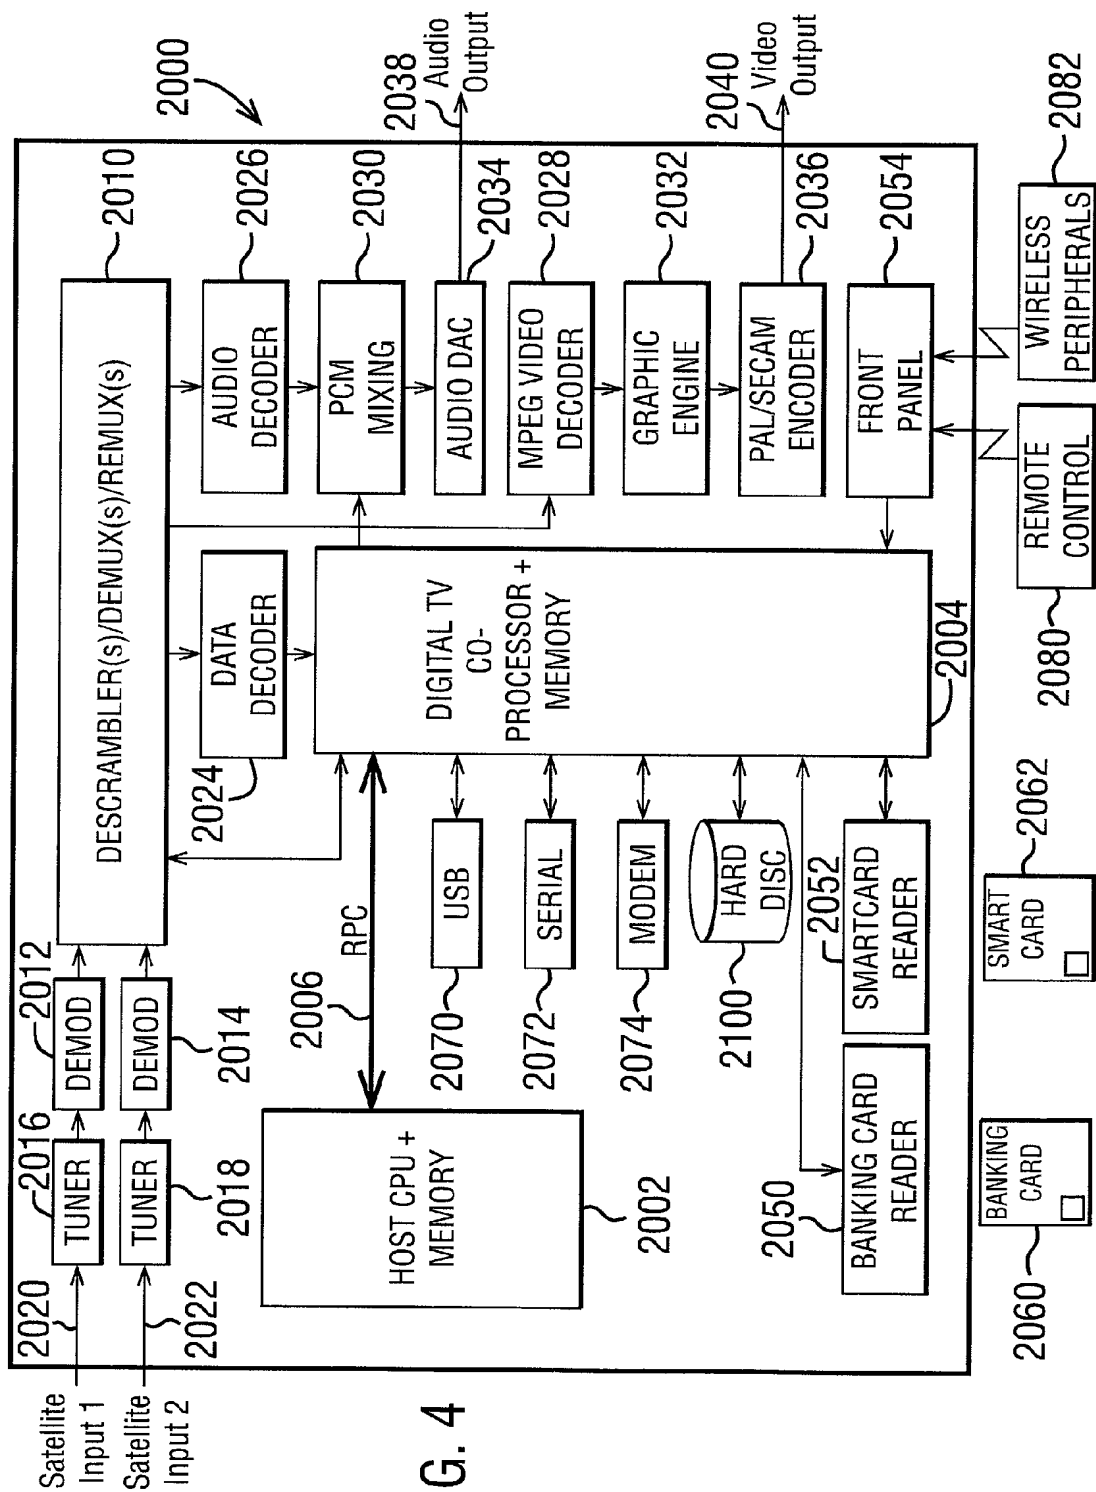 Satellite
Input 1
Satellite
Input 2
2020
2022
2016
TUNER
TUNER
2018
2012
DEMOD
DEMOD
2014
DESCRAMBLER(s)/DEMUX(s)/REMUX(s)
2010
2000
2024
DATA
DECODER
AUDIO
DECODER
2026
HOST CPU +
MEMORY
2002
2006
RPC
DIGITAL TV
CO-
PROCESSOR +
MEMORY
2004
PCM
MIXING
2030
2038
Audio
Output
AUDIO DAC
2034
2070
USB
MPEG VIDEO
DECODER
2028
2072
SERIAL
GRAPHIC
ENGINE
2032
2074
MODEM
2040
Video
Output
PAL/SECAM
ENCODER
2036
2100
HARD
DISC
2050
BANKING CARD
READER
2052
SMARTCARD
READER
FRONT
PANEL
2054
2060
BANKING
CARD
SMART
CARD
2062
2080
REMOTE
CONTROL
WIRELESS
PERIPHERALS
2082
G. 4